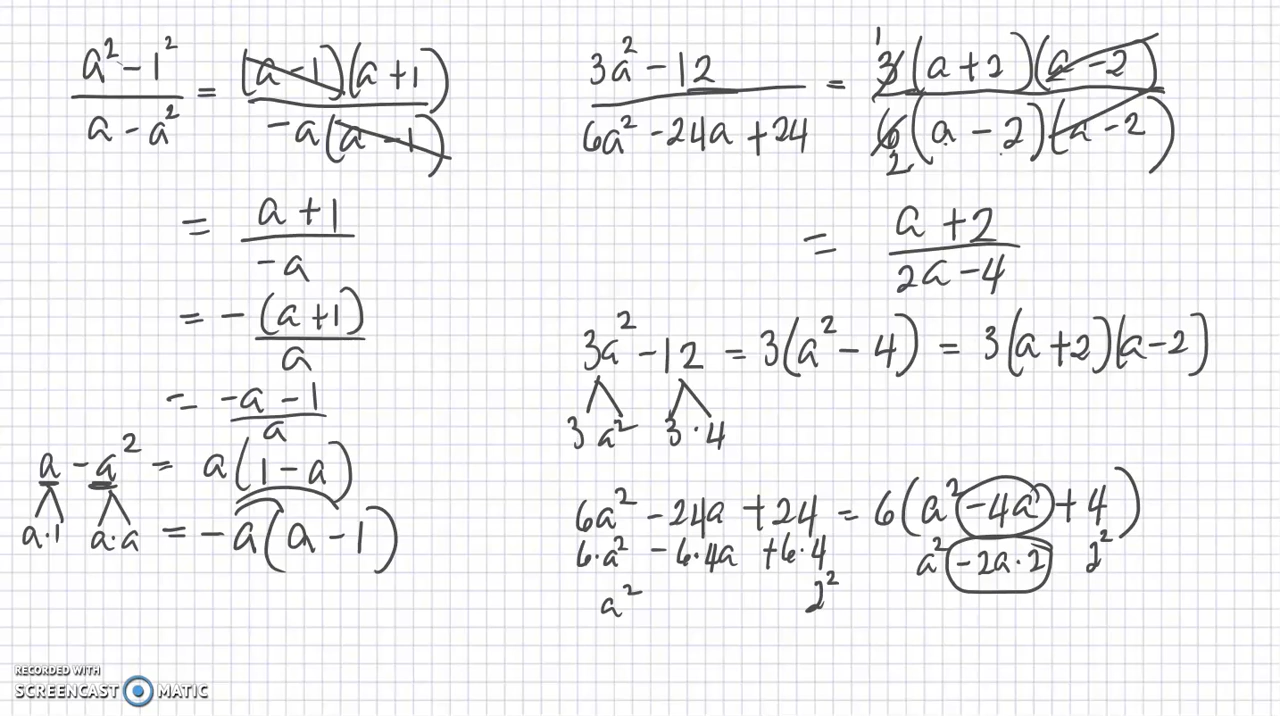 (a² - 1²)/(a - a²) = ((a - 1)(a + 1))/(-a(a - 1))
= (a + 1)/(-a)
= -(a + 1)/a
= (-a - 1)/a
a - a² = a(1 - a)
a·1 a·a = -a(a - 1)
(3a² - 12)/(6a² - 24a + 24) = (1 3(a + 2)(a - 2))/(6 2(a - 2)(a - 2))
= (a + 2)/(2a - 4)
3a² - 12 = 3(a² - 4) = 3(a + 2)(a - 2)
3 a² 3 · 4
6a² - 24a + 24 = 6(a² - 4a² + 4)
6·a² - 6·4a + 6·4 a² - 2a · 2 2²
a² 2²
RECORDED WITH
SCREENCAST MATIC